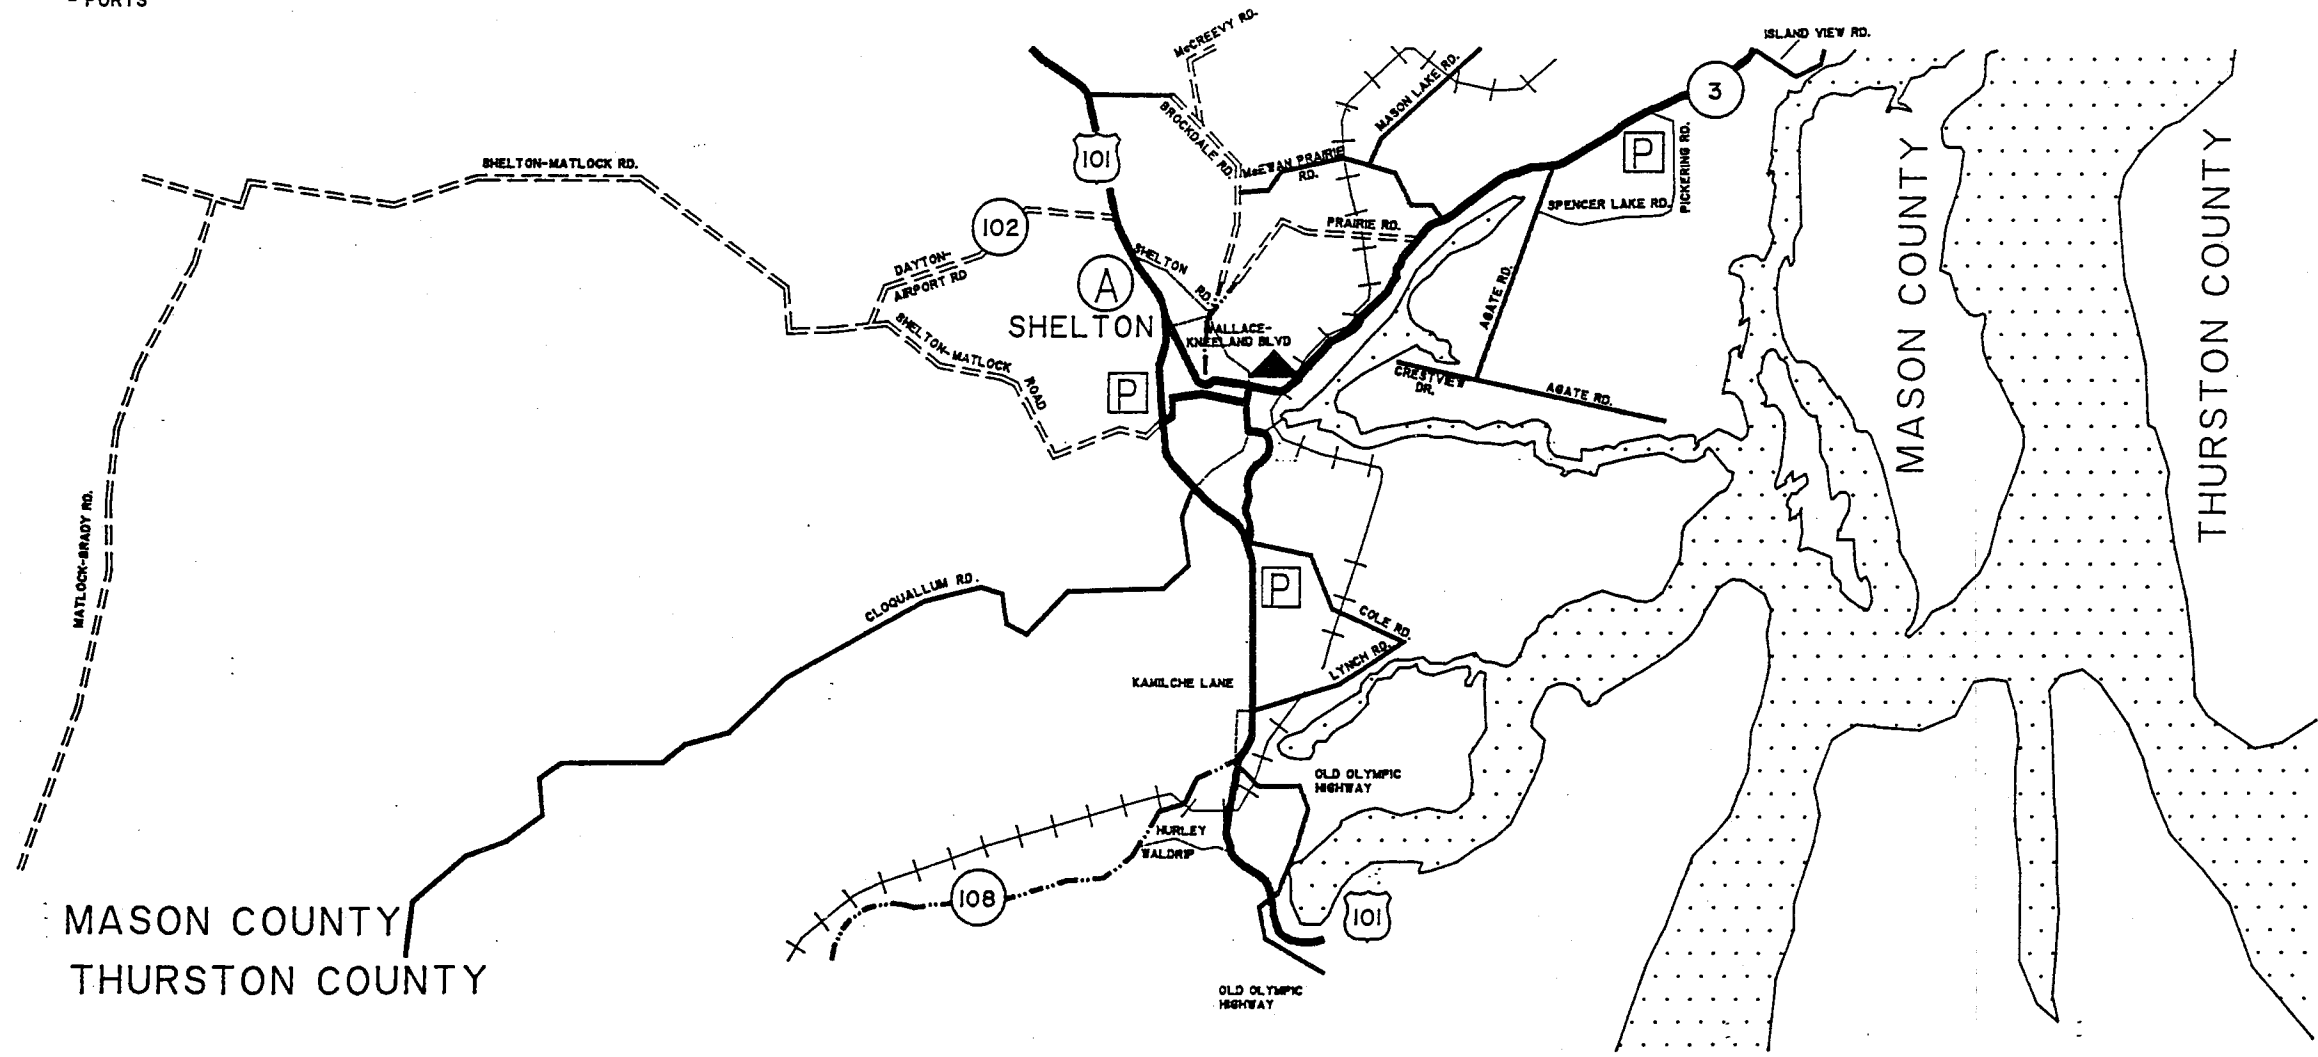 - PORTS
McCREEVY RD.
ISLAND VIEW RD.
MASON LAKE RD.
3
BROCKDALE RD.
101
P
PICKERING RD.
SHELTON-MATLOCK RD.
McEWAN PRAIRIE
RD.
SPENCER LAKE RD.
MASON COUNTY
THURSTON COUNTY
102
PRAIRIE RD.
DAYTON-
AIRPORT RD
SHELTON
RD.
A
AGATE RD.
SHELTON
WALLACE-
KNEELAND BLVD
SHELTON-MATLOCK
ROAD
P
CRESTVIEW
DR.
AGATE RD.
MATLOCK-BRADY RD.
CLOQUALLUM RD.
P
COLE RD.
LYNCH RD.
KAMILCHE LANE
OLD OLYMPIC
HIGHWAY
HURLEY
WALDRIP
108
101
MASON COUNTY
THURSTON COUNTY
OLD OLYMPIC
HIGHWAY